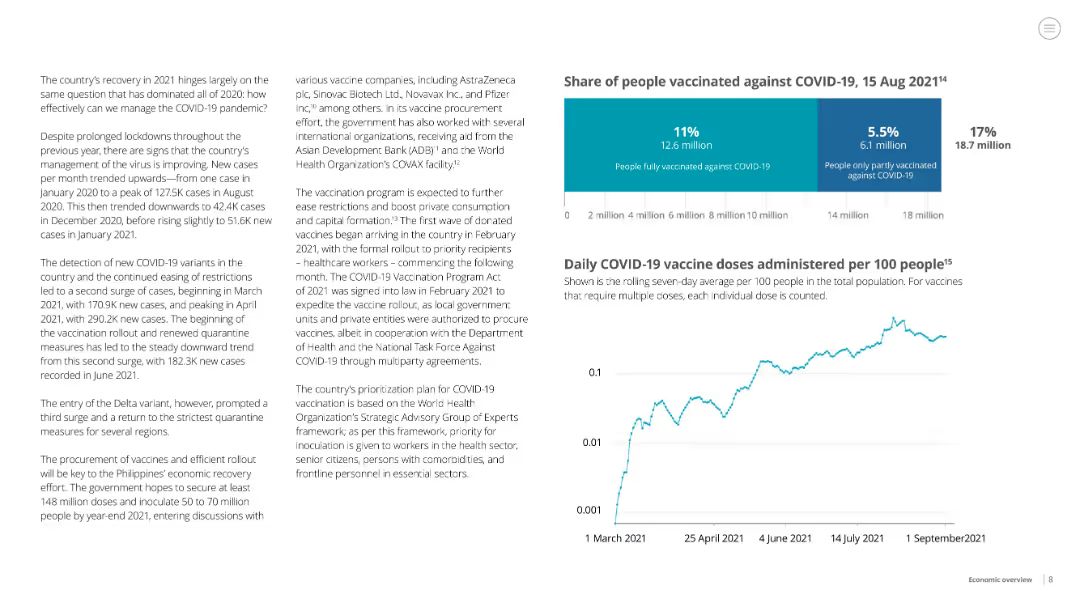 The country's recovery in 2021 hinges largely on the
same question that has dominated all of 2020: how
effectively can we manage the COVID-19 pandemic?
Despite prolonged lockdowns throughout the
previous year, there are signs that the country's
management of the virus is improving. New cases
per month trended upwards—from one case in
January 2020 to a peak of 127.5K cases in August
2020. This then trended downwards to 42.4K cases
in December 2020, before rising slightly to 51.6K new
cases in January 2021.
The detection of new COVID-19 variants in the
country and the continued easing of restrictions
led to a second surge of cases, beginning in March
2021, with 170.9K new cases, and peaking in April
2021, with 290.2K new cases. The beginning of
the vaccination rollout and renewed quarantine
measures has led to the steady downward trend
from this second surge, with 182.3K new cases
recorded in June 2021.
The entry of the Delta variant, however, prompted a
third surge and a return to the strictest quarantine
measures for several regions.
The procurement of vaccines and efficient rollout
will be key to the Philippines' economic recovery
effort. The government hopes to secure at least
148 million doses and inoculate 50 to 70 million
people by year-end 2021, entering discussions with
various vaccine companies, including AstraZeneca
plc, Sinovac Biotech Ltd., Novavax Inc., and Pfizer
Inc,¹⁰ among others. In its vaccine procurement
effort, the government has also worked with several
international organizations, receiving aid from the
Asian Development Bank (ADB)¹¹ and the World
Health Organization's COVAX facility.¹²
The vaccination program is expected to further
ease restrictions and boost private consumption
and capital formation.¹³ The first wave of donated
vaccines began arriving in the country in February
2021, with the formal rollout to priority recipients
– healthcare workers – commencing the following
month. The COVID-19 Vaccination Program Act
of 2021 was signed into law in February 2021 to
expedite the vaccine rollout, as local government
units and private entities were authorized to procure
vaccines, albeit in cooperation with the Department
of Health and the National Task Force Against
COVID-19 through multiparty agreements.
The country's prioritization plan for COVID-19
vaccination is based on the World Health
Organization's Strategic Advisory Group of Experts
framework; as per this framework, priority for
inoculation is given to workers in the health sector,
senior citizens, persons with comorbidities, and
frontline personnel in essential sectors.
Share of people vaccinated against COVID-19, 15 Aug 2021¹⁴
11%
12.6 million
People fully vaccinated against COVID-19
5.5%
6.1 million
People only partly vaccinated
against COVID-19
17%
18.7 million
0 2 million 4 million 6 million 8 million 10 million 14 million 18 million
Daily COVID-19 vaccine doses administered per 100 people¹⁵
Shown is the rolling seven-day average per 100 people in the total population. For vaccines
that require multiple doses, each individual dose is counted.
0.1
0.01
0.001
1 March 2021 25 April 2021 4 June 2021 14 July 2021 1 September2021
Economic overview | 8